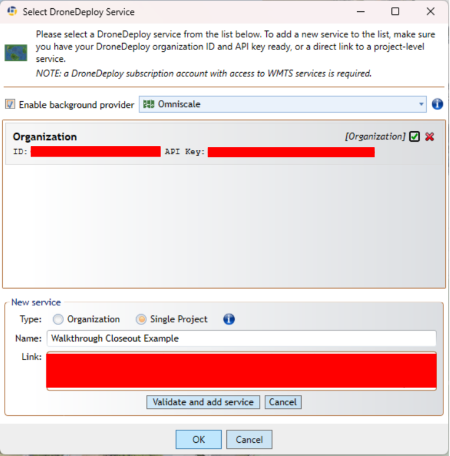 Select DroneDeploy Service
Please select a DroneDeploy service from the list below. To add a new service to the list, make sure
you have your DroneDeploy organization ID and API key ready, or a direct link to a project-level
service.
NOTE: a DroneDeploy subscription account with access to WMTS services is required.
Enable background provider Omniscale
Organization [Organization]
ID: API Key:
New service
Type: Organization Single Project
Name: Walkthrough Closeout Example
Link:
Validate and add service Cancel
OK Cancel